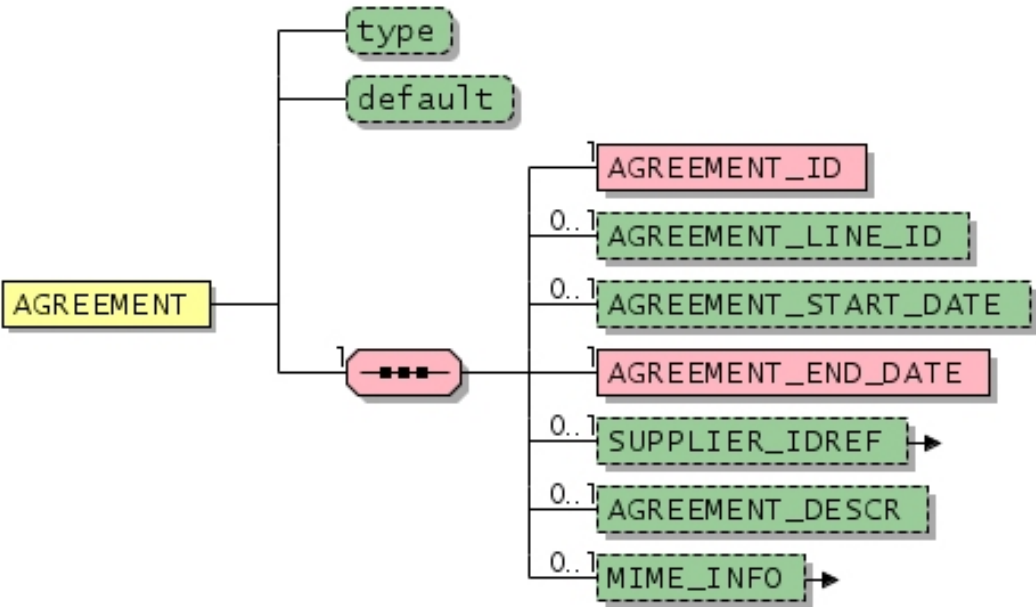 type
default
1
AGREEMENT_ID
0..1
AGREEMENT_LINE_ID
0..1
AGREEMENT_START_DATE
AGREEMENT
1
1
AGREEMENT_END_DATE
0..1
SUPPLIER_IDREF
0..1
AGREEMENT_DESCR
0..1
MIME_INFO